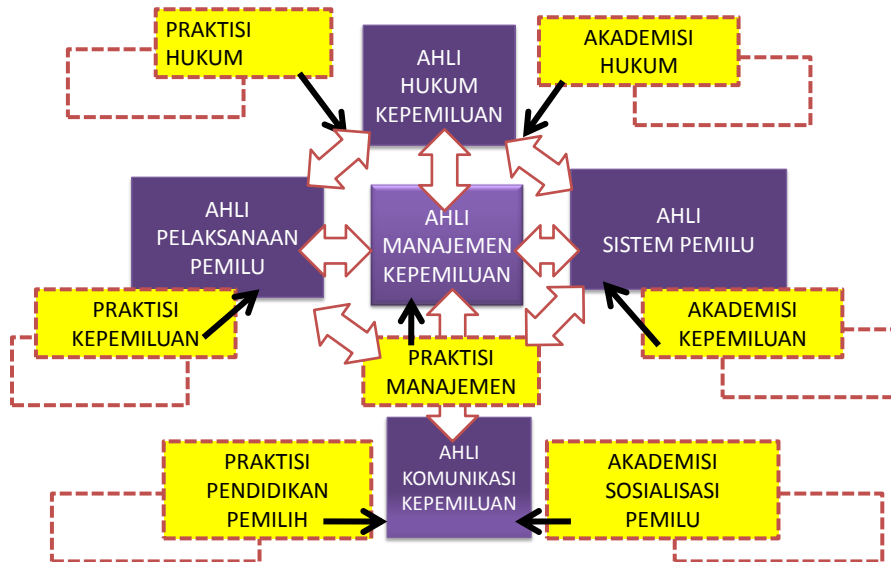 PRAKTISI
HUKUM
AHLI
HUKUM
KEPEMILUAN
AKADEMISI
HUKUM
AHLI
PELAKSANAAN
PEMILU
AHLI
MANAJEMEN
KEPEMILUAN
AHLI
SISTEM PEMILU
PRAKTISI
KEPEMILUAN
PRAKTISI
MANAJEMEN
AKADEMISI
KEPEMILUAN
PRAKTISI
PENDIDIKAN
PEMILIH
AHLI
KOMUNIKASI
KEPEMILUAN
AKADEMISI
SOSIALISASI
PEMILU